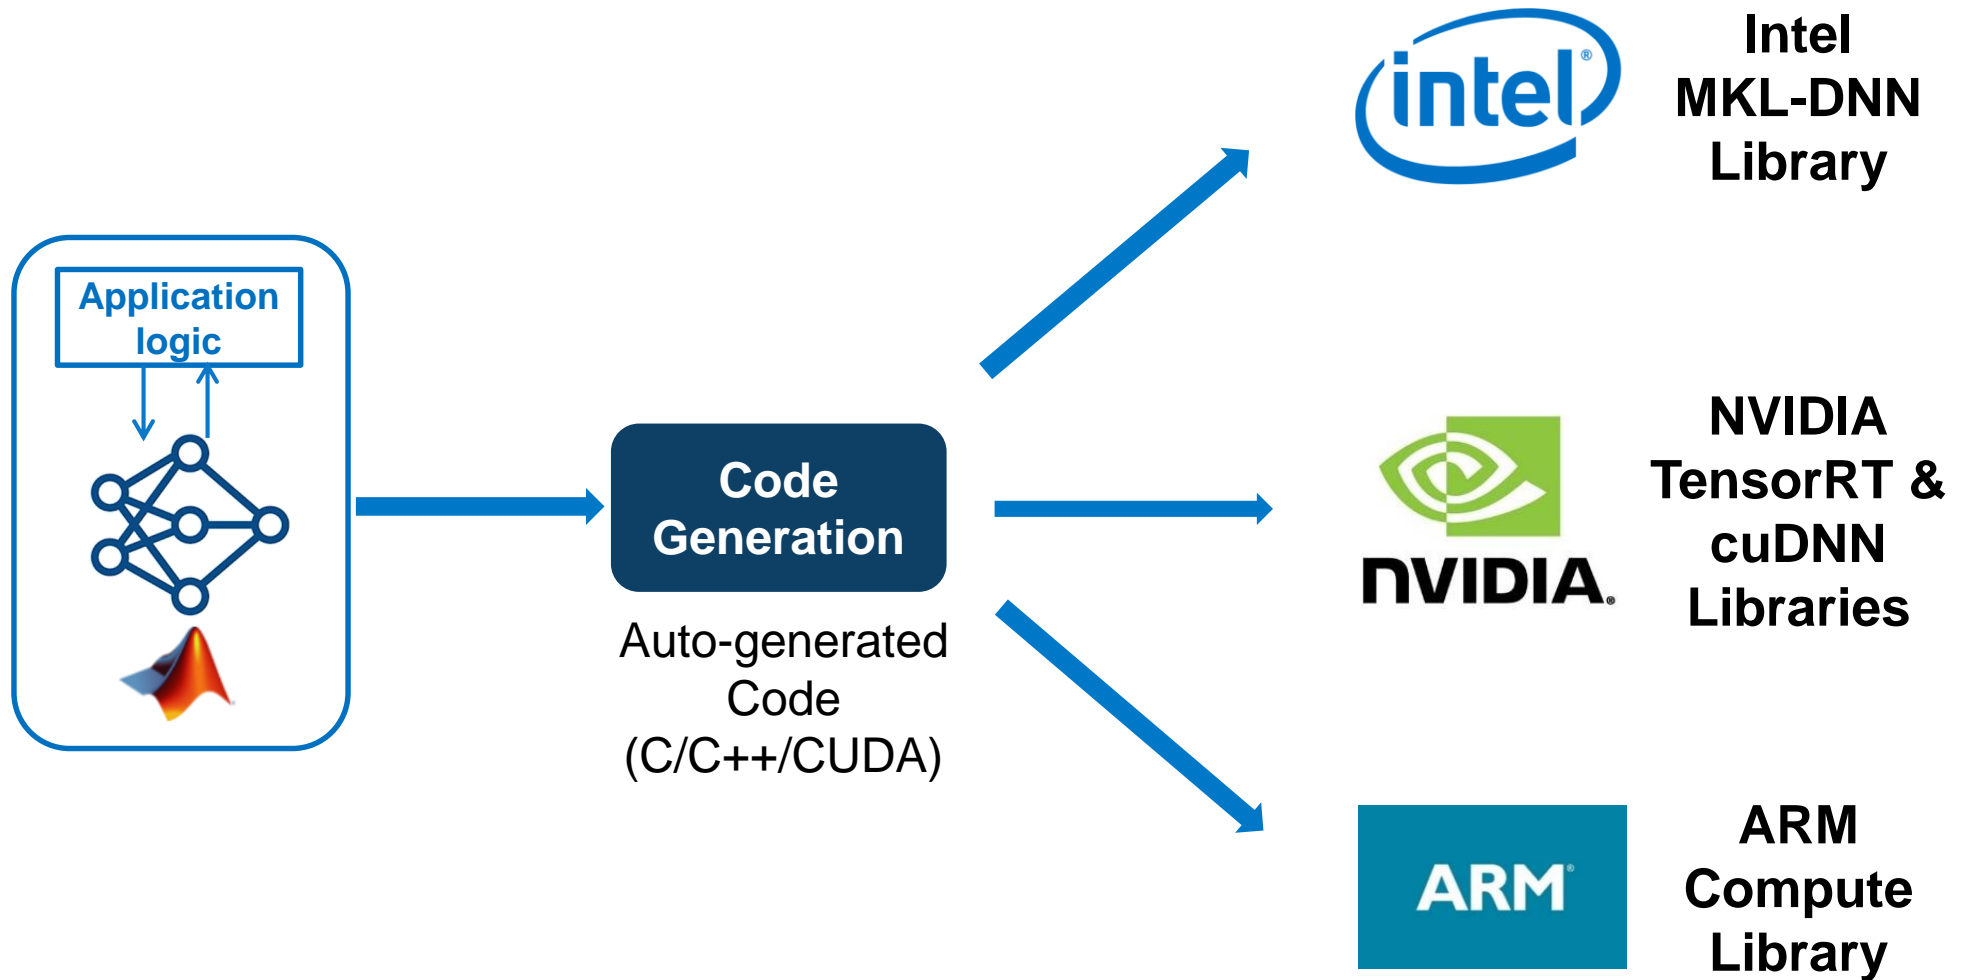 Application
logic
Code
Generation
Auto-generated
Code
(C/C++/CUDA)
intel®
Intel
MKL-DNN
Library
NVIDIA®
NVIDIA
TensorRT &
cuDNN
Libraries
ARM®
ARM
Compute
Library